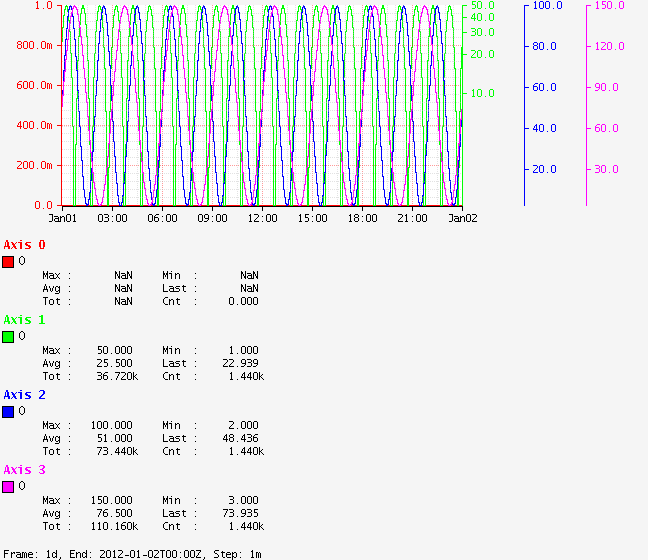 1.0 50.0 100.0 150.0
40.0
800.0m 30.0 80.0 120.0
20.0
600.0m 60.0 90.0
10.0
400.0m 40.0 60.0
200.0m 20.0 30.0
0.0
Jan01 03:00 06:00 09:00 12:00 15:00 18:00 21:00 Jan02
Axis 0
0
Max : NaN Min : NaN
Avg : NaN Last : NaN
Tot : NaN Cnt : 0.000
Axis 1
0
Max : 50.000 Min : 1.000
Avg : 25.500 Last : 22.939
Tot : 36.720k Cnt : 1.440k
Axis 2
0
Max : 100.000 Min : 2.000
Avg : 51.000 Last : 48.436
Tot : 73.440k Cnt : 1.440k
Axis 3
0
Max : 150.000 Min : 3.000
Avg : 76.500 Last : 73.935
Tot : 110.160k Cnt : 1.440k
Frame: 1d, End: 2012-01-02T00:00Z, Step: 1m